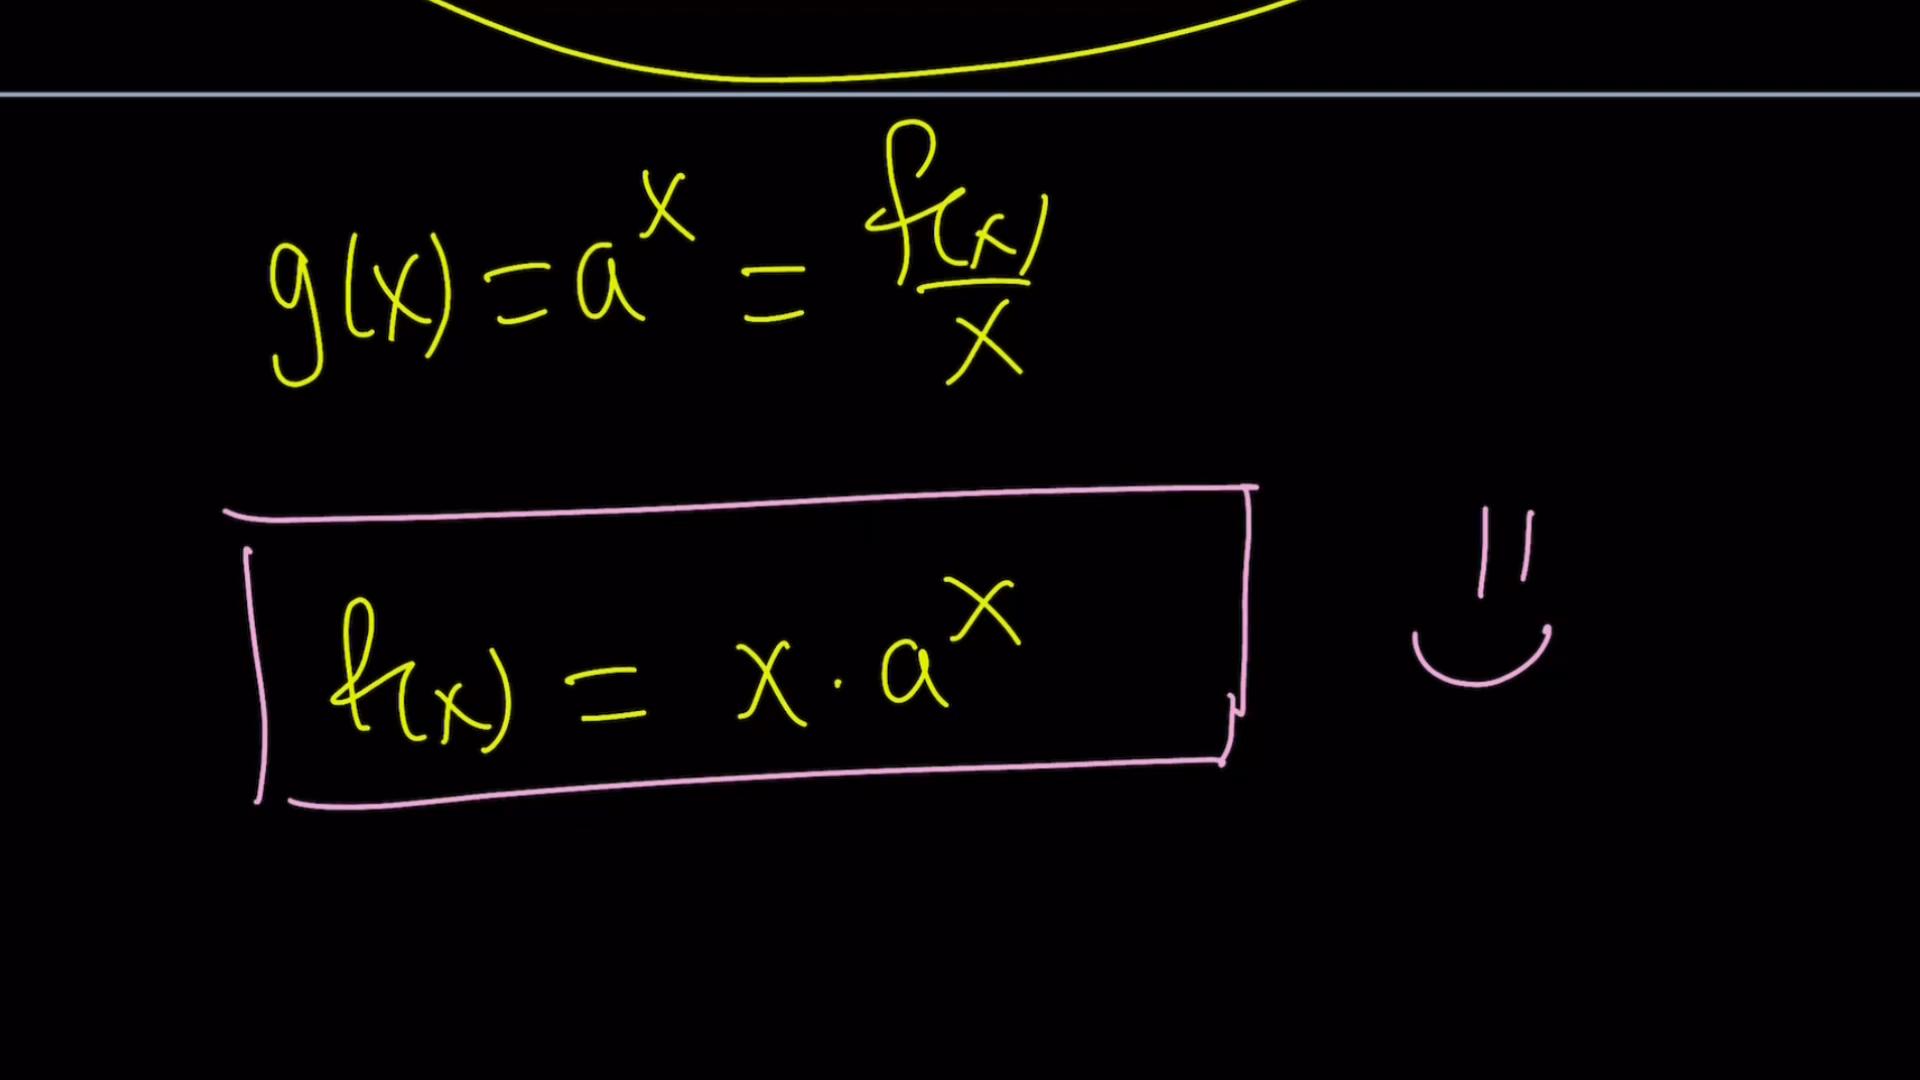 g(x) = a^x = f(x)/x
f(x) = x · a^x